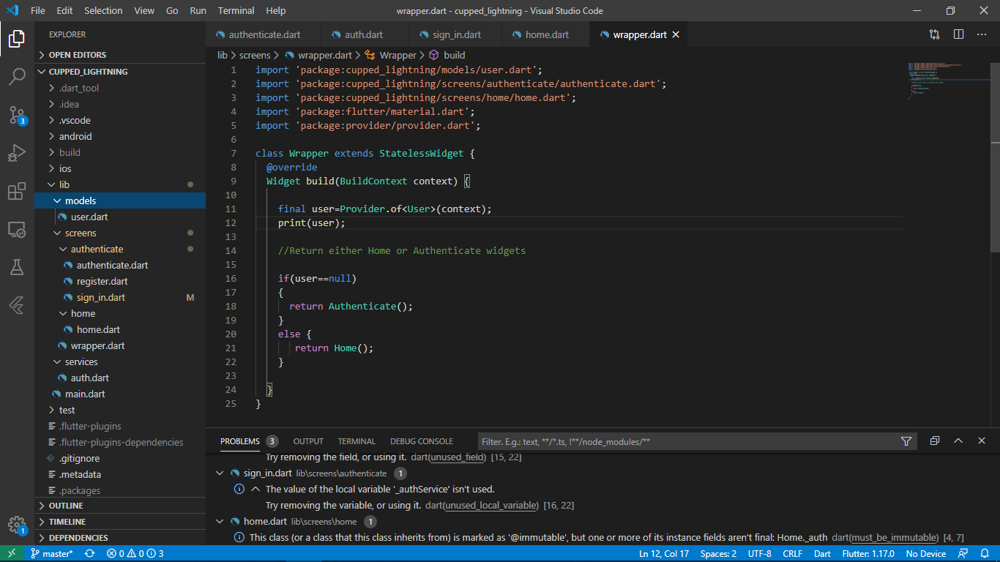 File Edit Selection View Go Run Terminal Help wrapper.dart - cupped_lightning - Visual Studio Code
EXPLORER
OPEN EDITORS
CUPPED_LIGHTNING
.dart_tool
.idea
.vscode
android
build
ios
lib
models
user.dart
screens
authenticate
authenticate.dart
register.dart
sign_in.dart M
home
home.dart
wrapper.dart
services
auth.dart
main.dart
test
.flutter-plugins
.flutter-plugins-dependencies
.gitignore
.metadata
.packages
OUTLINE
TIMELINE
DEPENDENCIES
3
1
authenticate.dart auth.dart sign_in.dart home.dart wrapper.dart
lib > screens > wrapper.dart > Wrapper > build
1 import 'package:cupped_lightning/models/user.dart';
2 import 'package:cupped_lightning/screens/authenticate/authenticate.dart';
3 import 'package:cupped_lightning/screens/home/home.dart';
4 import 'package:flutter/material.dart';
5 import 'package:provider/provider.dart';
6
7 class Wrapper extends StatelessWidget {
8 @override
9 Widget build(BuildContext context) {
10
11 final user=Provider.of<User>(context);
12 print(user);
13
14 //Return either Home or Authenticate widgets
15
16 if(user==null)
17 {
18 return Authenticate();
19 }
20 else {
21 return Home();
22 }
23
24 }
25 }
PROBLEMS 3 OUTPUT TERMINAL DEBUG CONSOLE Filter. E.g.: text, **/*.ts, !**/node_modules/**
Try removing the field, or using it. dart(unused_field) [15, 22]
sign_in.dart lib\screens\authenticate 1
The value of the local variable '_authService' isn't used.
Try removing the variable, or using it. dart(unused_local_variable) [16, 22]
home.dart lib\screens\home 1
This class (or a class that this class inherits from) is marked as '@immutable', but one or more of its instance fields aren't final: Home._auth dart(must_be_immutable) [4, 7]
master* 0 0 3 Ln 12, Col 17 Spaces: 2 UTF-8 CRLF Dart Flutter: 1.17.0 No Device